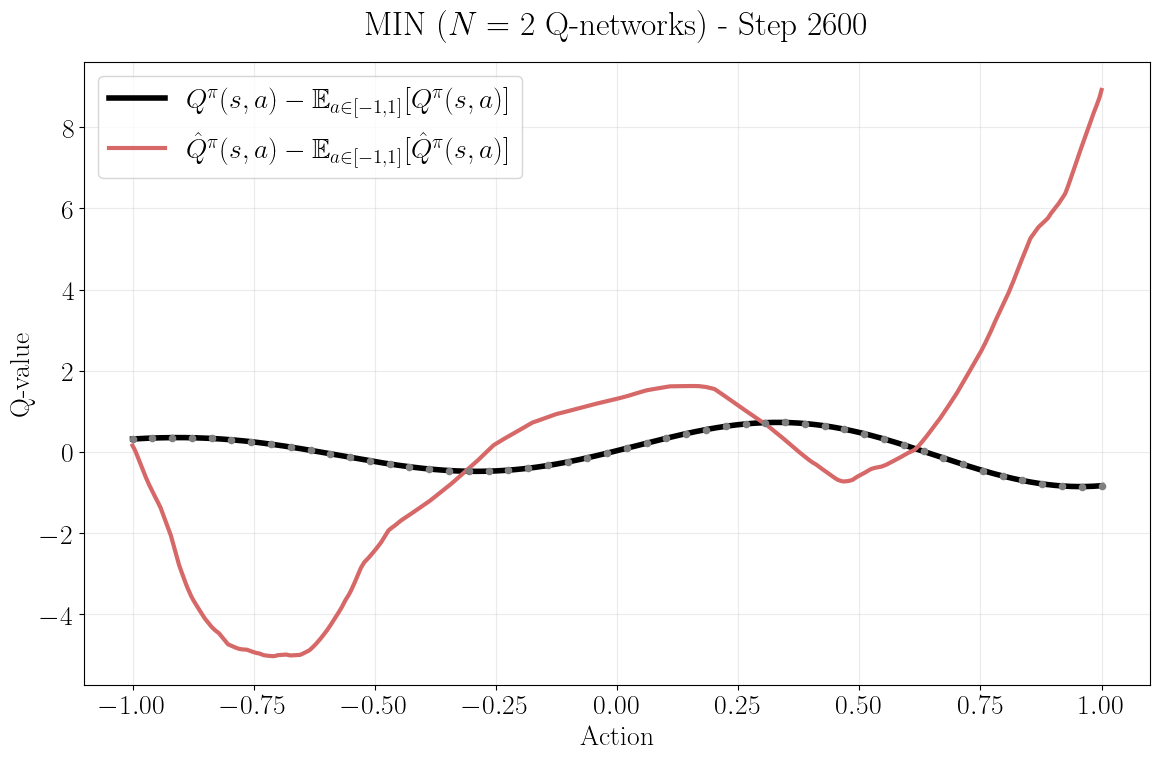 MIN (N = 2 Q-networks) - Step 2600
Q^π(s, a) − 𝔼_{a∈[−1,1]}[Q^π(s, a)]
Q̂^π(s, a) − 𝔼_{a∈[−1,1]}[Q̂^π(s, a)]
8
6
4
2
0
−2
−4
Q-value
−1.00 −0.75 −0.50 −0.25 0.00 0.25 0.50 0.75 1.00
Action